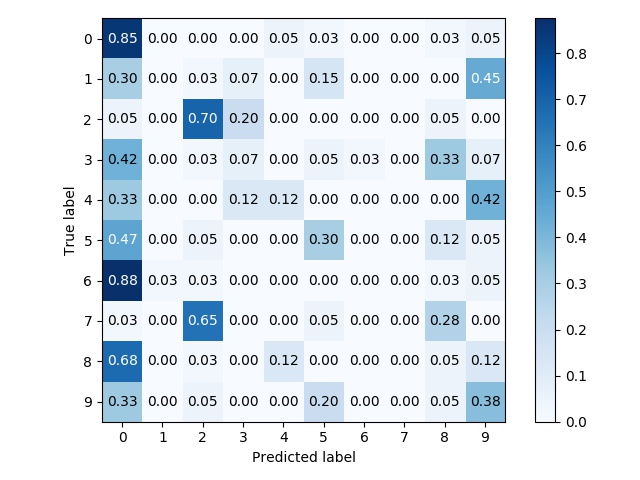 0 0.85 0.00 0.00 0.00 0.05 0.03 0.00 0.00 0.03 0.05
1 0.30 0.00 0.03 0.07 0.00 0.15 0.00 0.00 0.00 0.45
2 0.05 0.00 0.70 0.20 0.00 0.00 0.00 0.00 0.05 0.00
3 0.42 0.00 0.03 0.07 0.00 0.05 0.03 0.00 0.33 0.07
4 0.33 0.00 0.00 0.12 0.12 0.00 0.00 0.00 0.00 0.42
5 0.47 0.00 0.05 0.00 0.00 0.30 0.00 0.00 0.12 0.05
6 0.88 0.03 0.03 0.00 0.00 0.00 0.00 0.00 0.03 0.05
7 0.03 0.00 0.65 0.00 0.00 0.05 0.00 0.00 0.28 0.00
8 0.68 0.00 0.03 0.00 0.12 0.00 0.00 0.00 0.05 0.12
9 0.33 0.00 0.05 0.00 0.00 0.20 0.00 0.00 0.05 0.38
0 1 2 3 4 5 6 7 8 9
True label
Predicted label
0.8
0.7
0.6
0.5
0.4
0.3
0.2
0.1
0.0